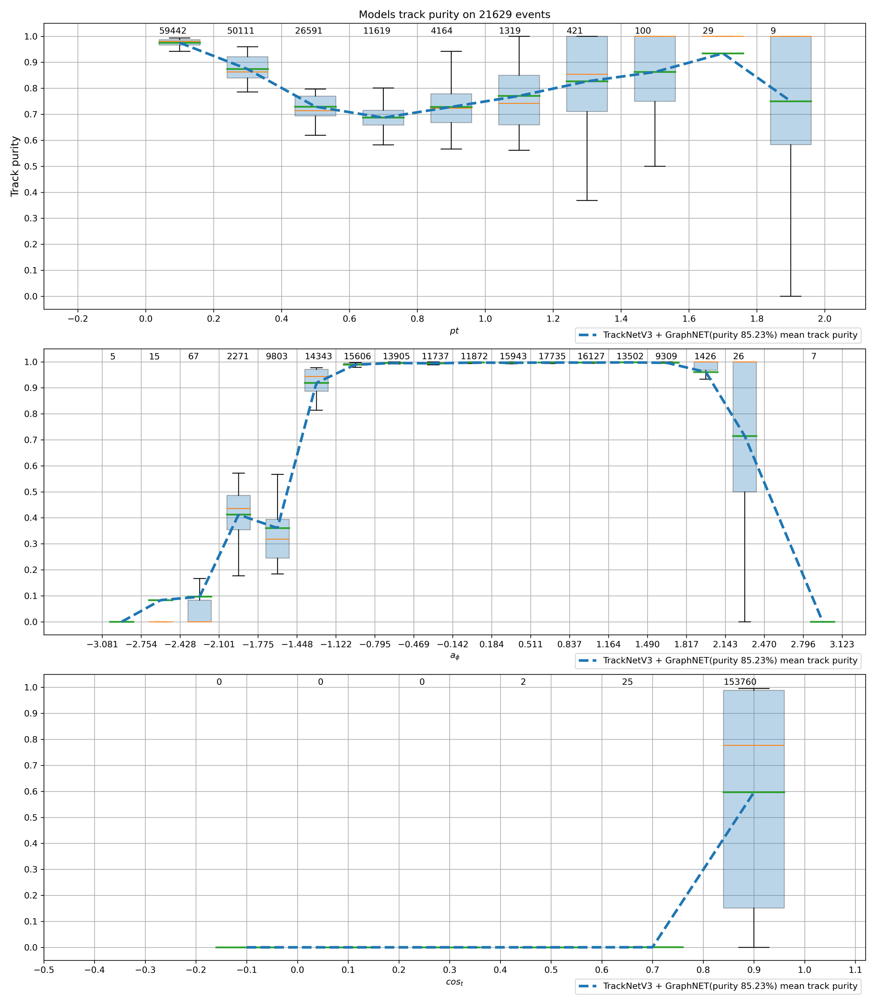 Models track purity on 21629 events
59442 50111 26591 11619 4164 1319 421 100 29 9
1.0
0.9
0.8
0.7
0.6
0.5
0.4
0.3
0.2
0.1
0.0
Track purity
−0.2 0.0 0.2 0.4 0.6 0.8 1.0 1.2 1.4 1.6 1.8 2.0
pt
TrackNetV3 + GraphNET(purity 85.23%) mean track purity
5 15 67 2271 9803 14343 15606 13905 11737 11872 15943 17735 16127 13502 9309 1426 26 7
1.0
0.9
0.8
0.7
0.6
0.5
0.4
0.3
0.2
0.1
0.0
−3.081 −2.754 −2.428 −2.101 −1.775 −1.448 −1.122 −0.795 −0.469 −0.142 0.184 0.511 0.837 1.164 1.490 1.817 2.143 2.470 2.796 3.123
aϕ
TrackNetV3 + GraphNET(purity 85.23%) mean track purity
0 0 0 2 25 153760
1.0
0.9
0.8
0.7
0.6
0.5
0.4
0.3
0.2
0.1
0.0
−0.5 −0.4 −0.3 −0.2 −0.1 0.0 0.1 0.2 0.3 0.4 0.5 0.6 0.7 0.8 0.9 1.0 1.1
cost
TrackNetV3 + GraphNET(purity 85.23%) mean track purity